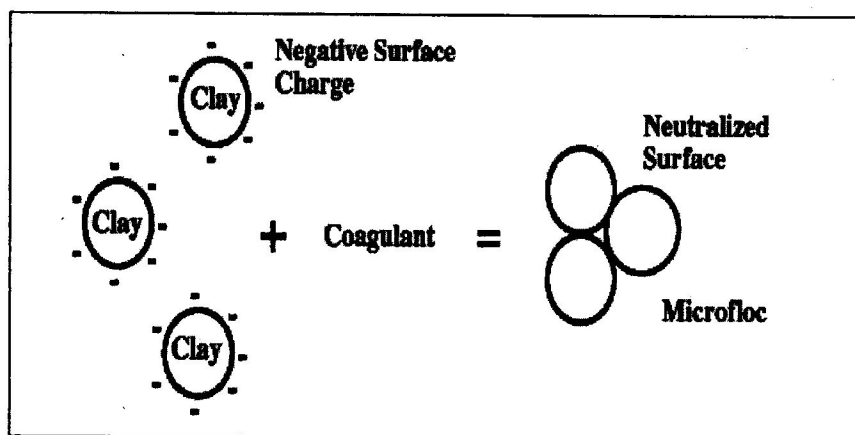 Negative Surface
Charge
Clay
Clay
Clay
+ Coagulant =
Neutralized
Surface
Microfloc